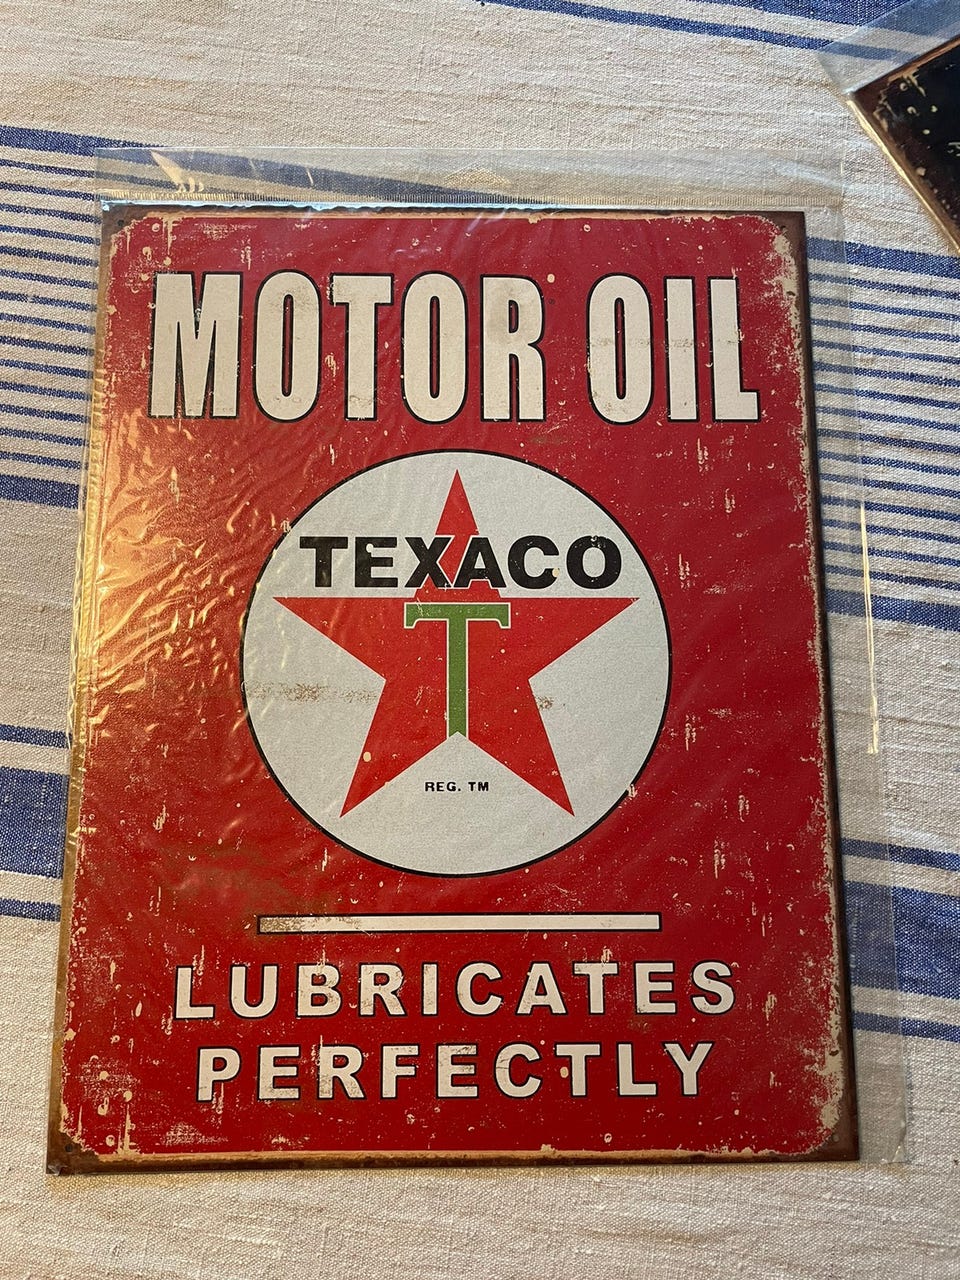 MOTOR OIL
TEXACO
T
REG. TM
LUBRICATES
PERFECTLY